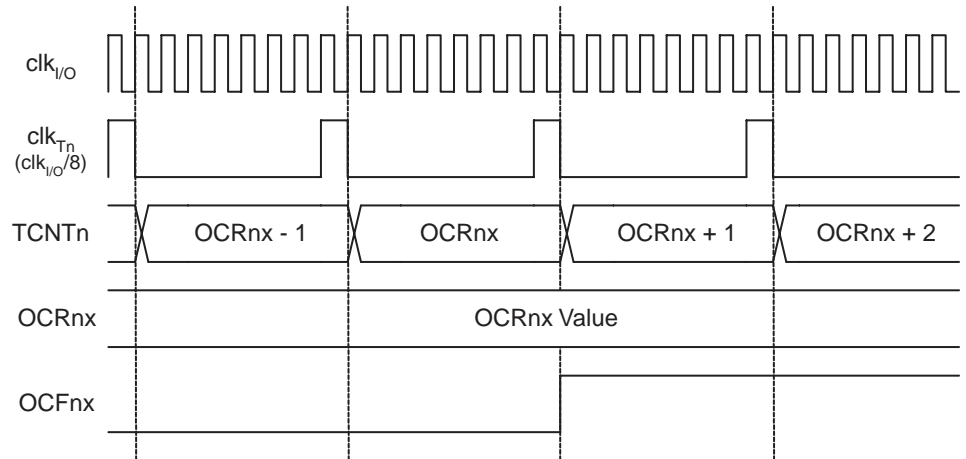 clkI/O
clkTn
(clkI/O/8)
TCNTn
OCRnx - 1
OCRnx
OCRnx + 1
OCRnx + 2
OCRnx
OCRnx Value
OCFnx